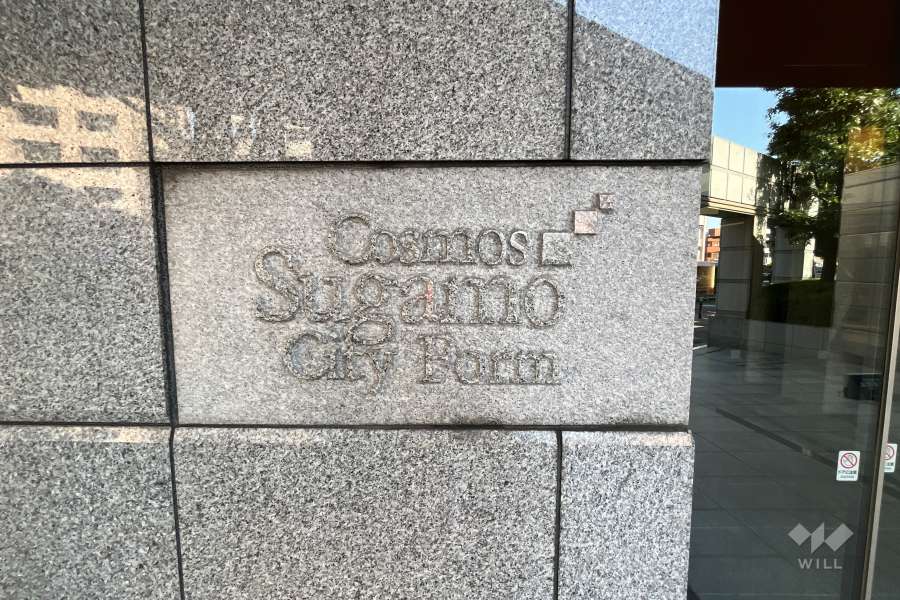 Cosmos
Sugamo
City Form
WILL